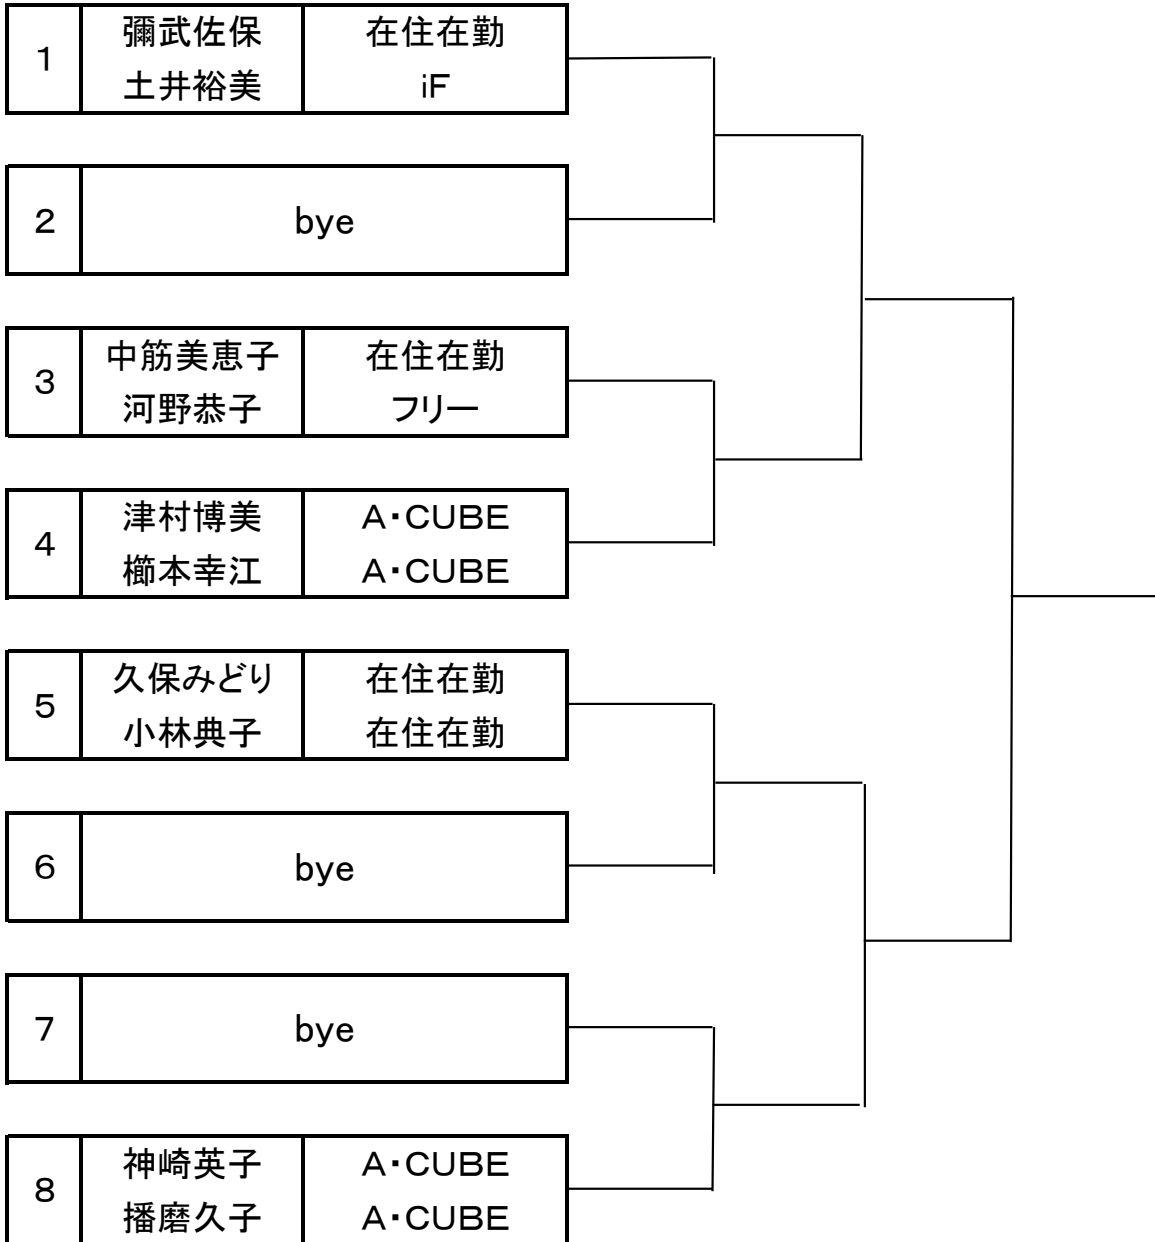 1
彌武佐保 在住在勤
土井裕美 iF
2 bye
3
中筋美恵子 在住在勤
河野恭子 フリー
4
津村博美 A・CUBE
櫛本幸江 A・CUBE
5
久保みどり 在住在勤
小林典子 在住在勤
6 bye
7 bye
8
神崎英子 A・CUBE
播磨久子 A・CUBE